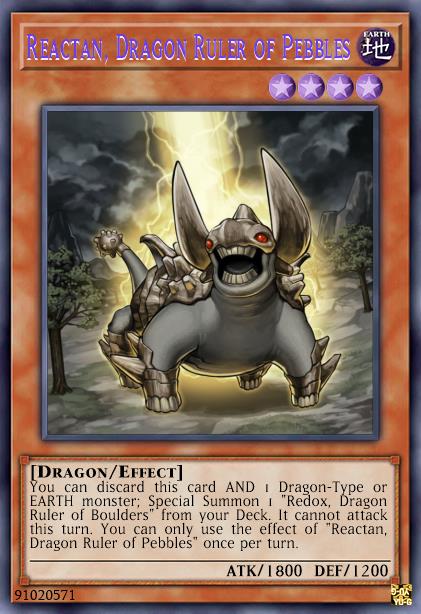 Reactan, Dragon Ruler of Pebbles
EARTH
地
[Dragon/Effect]
You can discard this card AND 1 Dragon-Type or
EARTH monster; Special Summon 1 "Redox, Dragon
Ruler of Boulders" from your Deck. It cannot attack
this turn. You can only use the effect of "Reactan,
Dragon Ruler of Pebbles" once per turn.
ATK/1800 DEF/1200
91020571